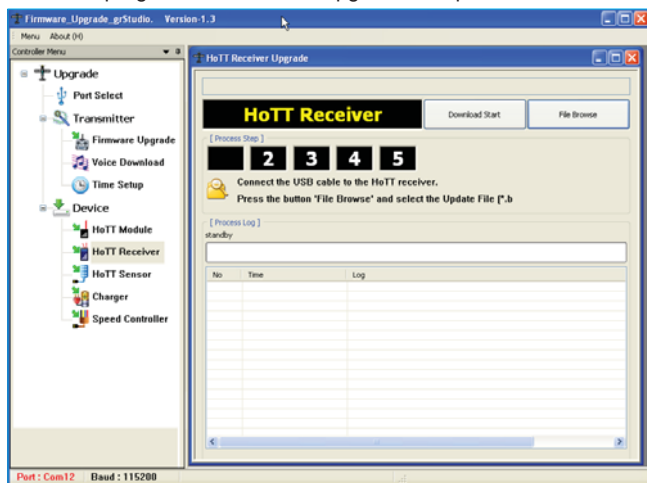 Firmware_Upgrade_grStudio. Version-1.3
Menu About (H)
Controller Menu
Upgrade
Port Select
Transmitter
Firmware Upgrade
Voice Download
Time Setup
Device
HoTT Module
HoTT Receiver
HoTT Sensor
Charger
Speed Controller
HoTT Receiver Upgrade
HoTT Receiver
Download Start
File Browse
[ Process Step ]
2 3 4 5
Connect the USB cable to the HoTT receiver.
Press the button 'File Browse' and select the Update File [*.b
[ Process Log ]
standby
No Time Log
Port : Com12 Baud : 115200